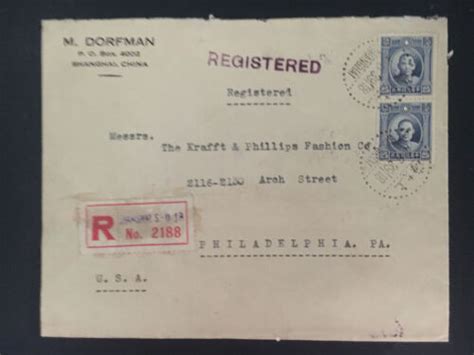 M. DORFMAN
P. O. Box 4002
SHANGHAI, CHINA
REGISTERED
Registered
Messrs.
The Krafft & Phillips Fashion Co
2116-2130 Arch Street
R
No. 2188
PHILADELPHIA. PA.
U. S. A.